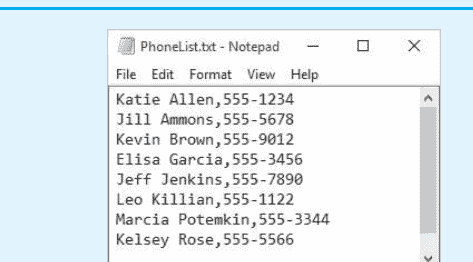 PhoneList.txt - Notepad
File Edit Format View Help
Katie Allen,555-1234
Jill Ammons,555-5678
Kevin Brown,555-9012
Elisa Garcia,555-3456
Jeff Jenkins,555-7890
Leo Killian,555-1122
Marcia Potemkin,555-3344
Kelsey Rose,555-5566